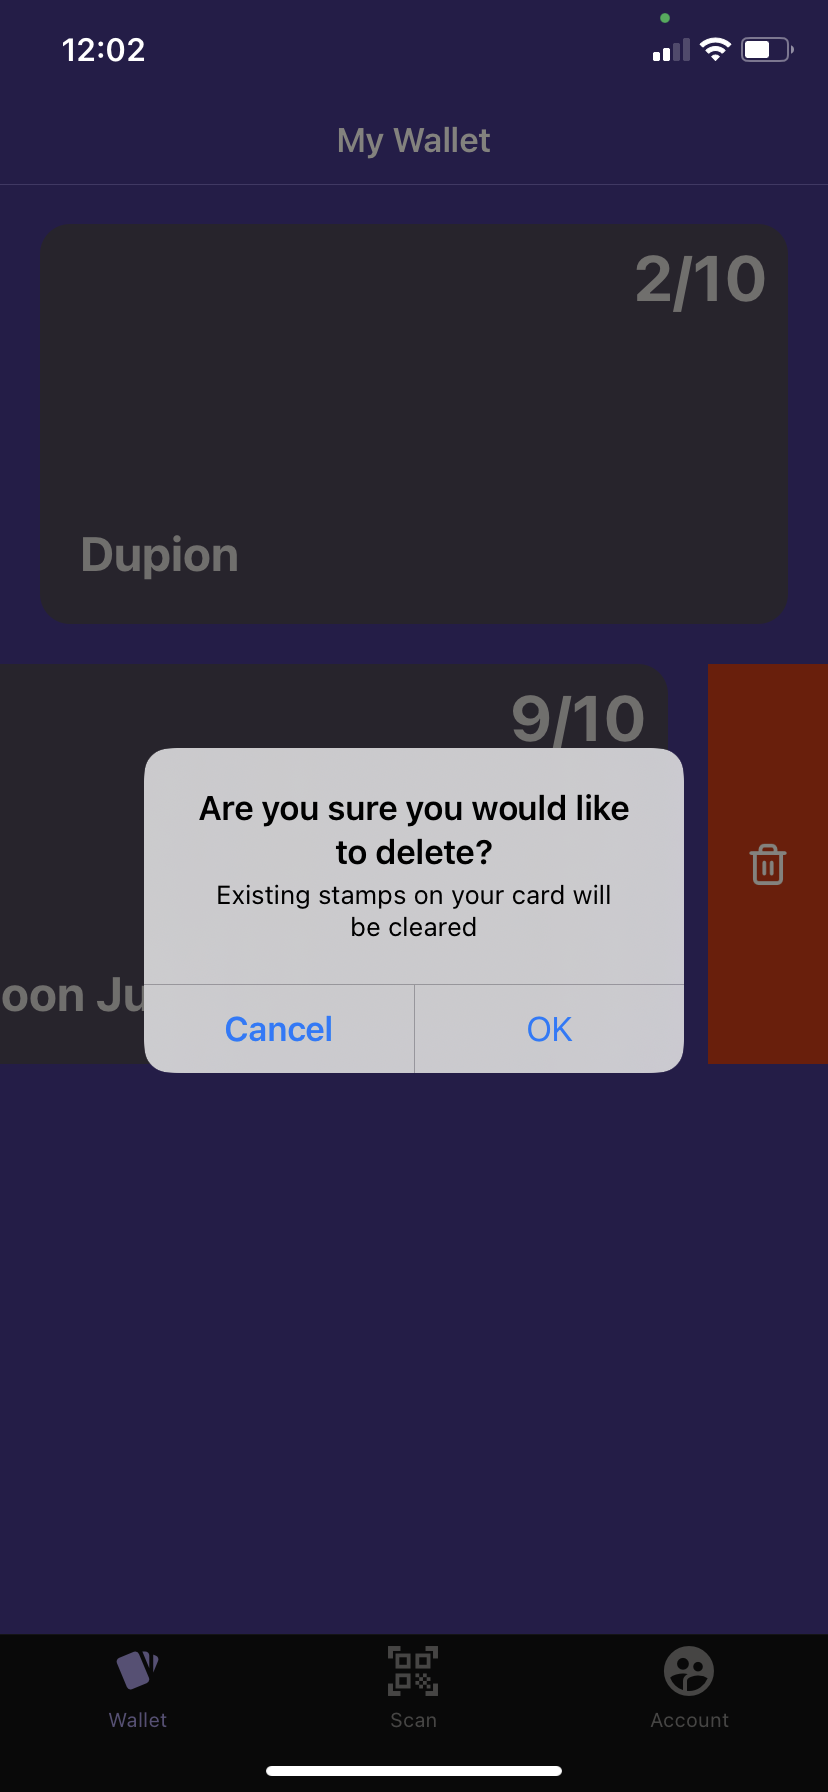 12:02
My Wallet
2/10
Dupion
9/10
Are you sure you would like
to delete?
Existing stamps on your card will
be cleared
oon Ju
Cancel
OK
Wallet
Scan
Account